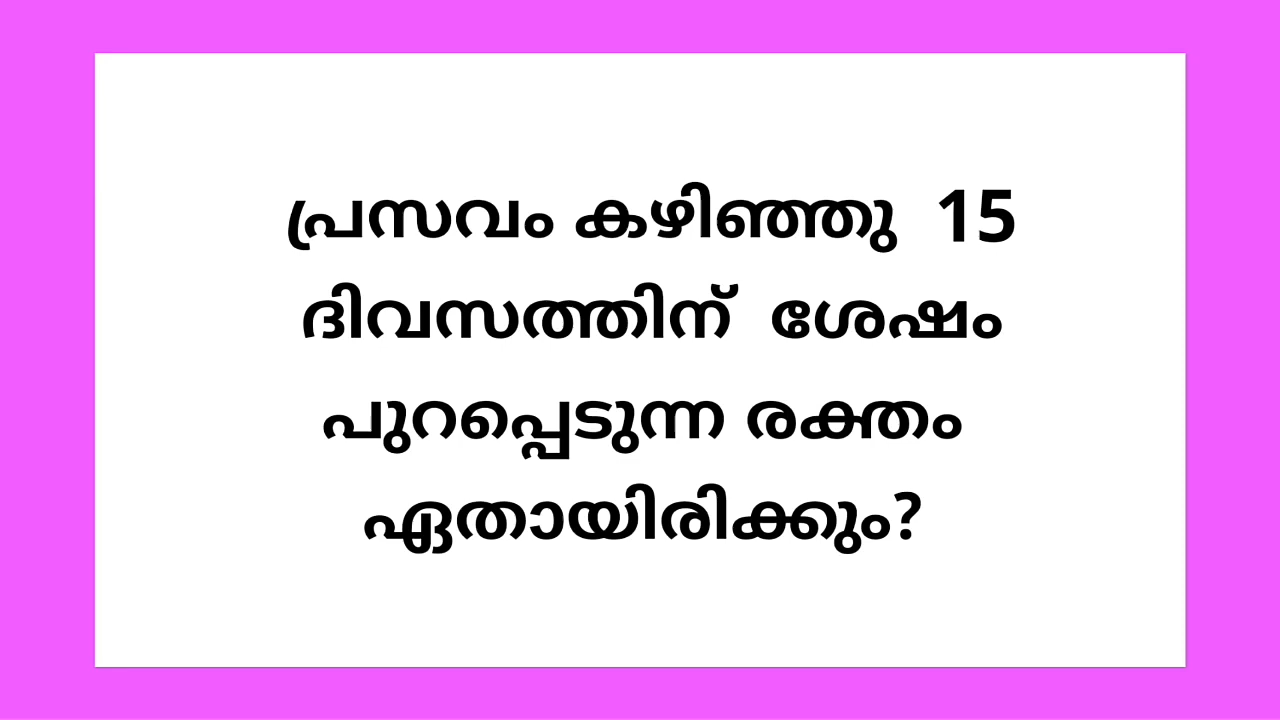 പ്രസവം കഴിഞ്ഞു 15
ദിവസത്തിന് ശേഷം
പുറപ്പെടുന്ന രക്തം
ഏതായിരിക്കും?